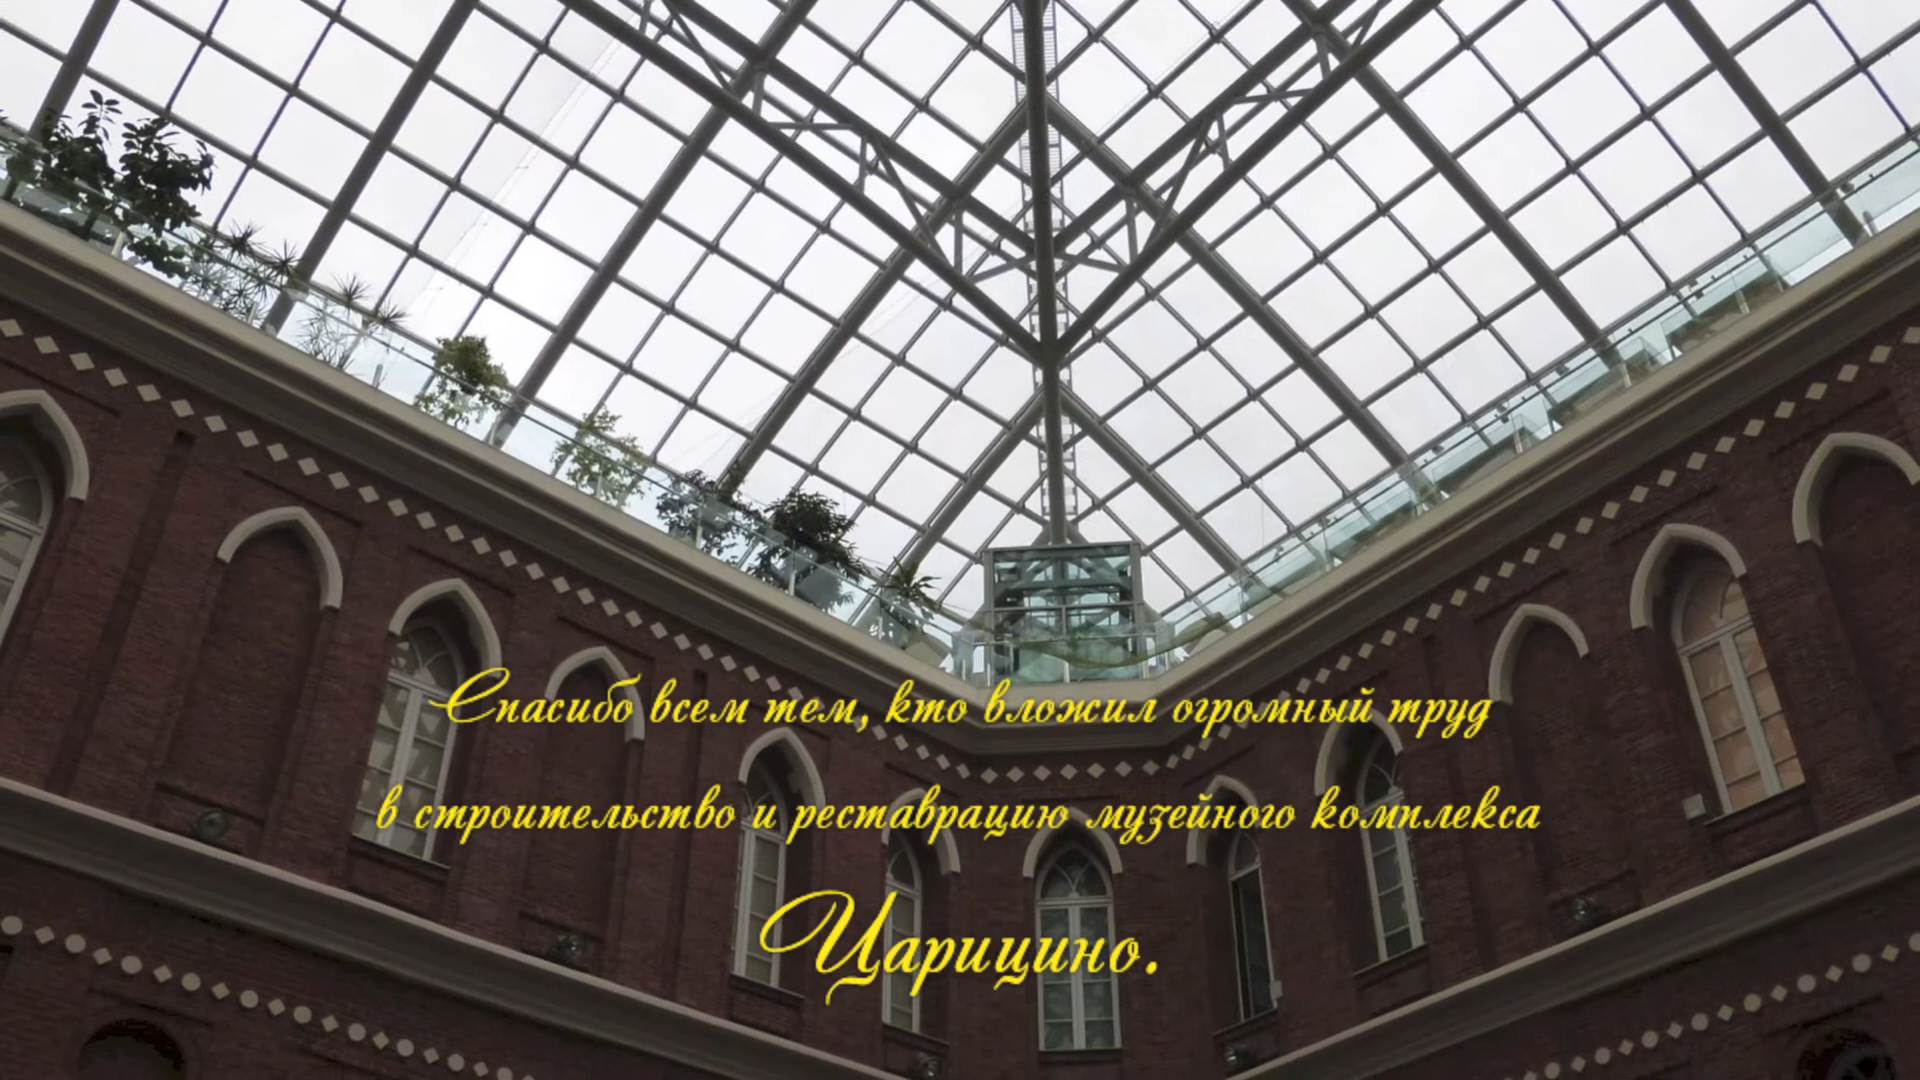 Спасибо всем тем, кто вложил огромный труд
в строительство и реставрацию музейного комплекса
Царицино.